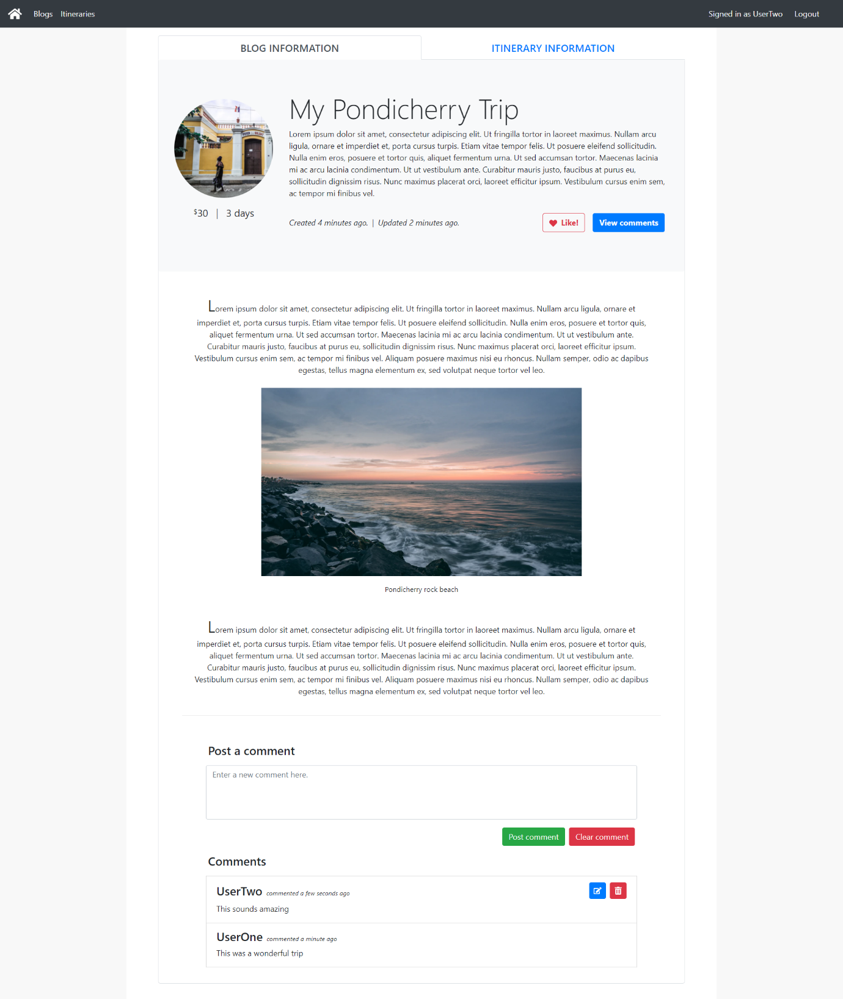 Blogs Itineraries Signed in as UserTwo Logout
BLOG INFORMATION ITINERARY INFORMATION
My Pondicherry Trip
Lorem ipsum dolor sit amet, consectetur adipiscing elit. Ut fringilla tortor in laoreet maximus. Nullam arcu
ligula, ornare et imperdiet et, porta cursus turpis. Etiam vitae tempor felis. Ut posuere eleifend sollicitudin.
Nulla enim eros, posuere et tortor quis, aliquet fermentum urna. Ut sed accumsan tortor. Maecenas lacinia
mi ac arcu lacinia condimentum. Ut ut vestibulum ante. Curabitur mauris justo, faucibus at purus eu,
sollicitudin dignissim risus. Nunc maximus placerat orci, laoreet efficitur ipsum. Vestibulum cursus enim sem,
ac tempor mi finibus vel.
$30 | 3 days
Created 4 minutes ago. | Updated 2 minutes ago. Like! View comments
Lorem ipsum dolor sit amet, consectetur adipiscing elit. Ut fringilla tortor in laoreet maximus. Nullam arcu ligula, ornare et
imperdiet et, porta cursus turpis. Etiam vitae tempor felis. Ut posuere eleifend sollicitudin. Nulla enim eros, posuere et tortor quis,
aliquet fermentum urna. Ut sed accumsan tortor. Maecenas lacinia mi ac arcu lacinia condimentum. Ut ut vestibulum ante.
Curabitur mauris justo, faucibus at purus eu, sollicitudin dignissim risus. Nunc maximus placerat orci, laoreet efficitur ipsum.
Vestibulum cursus enim sem, ac tempor mi finibus vel. Aliquam posuere maximus nisi eu rhoncus. Nullam semper, odio ac dapibus
egestas, tellus magna elementum ex, sed volutpat neque tortor vel leo.
Pondicherry rock beach
Lorem ipsum dolor sit amet, consectetur adipiscing elit. Ut fringilla tortor in laoreet maximus. Nullam arcu ligula, ornare et
imperdiet et, porta cursus turpis. Etiam vitae tempor felis. Ut posuere eleifend sollicitudin. Nulla enim eros, posuere et tortor quis,
aliquet fermentum urna. Ut sed accumsan tortor. Maecenas lacinia mi ac arcu lacinia condimentum. Ut ut vestibulum ante.
Curabitur mauris justo, faucibus at purus eu, sollicitudin dignissim risus. Nunc maximus placerat orci, laoreet efficitur ipsum.
Vestibulum cursus enim sem, ac tempor mi finibus vel. Aliquam posuere maximus nisi eu rhoncus. Nullam semper, odio ac dapibus
egestas, tellus magna elementum ex, sed volutpat neque tortor vel leo.
Post a comment
Enter a new comment here.
Post comment Clear comment
Comments
UserTwo commented a few seconds ago
This sounds amazing
UserOne commented a minute ago
This was a wonderful trip